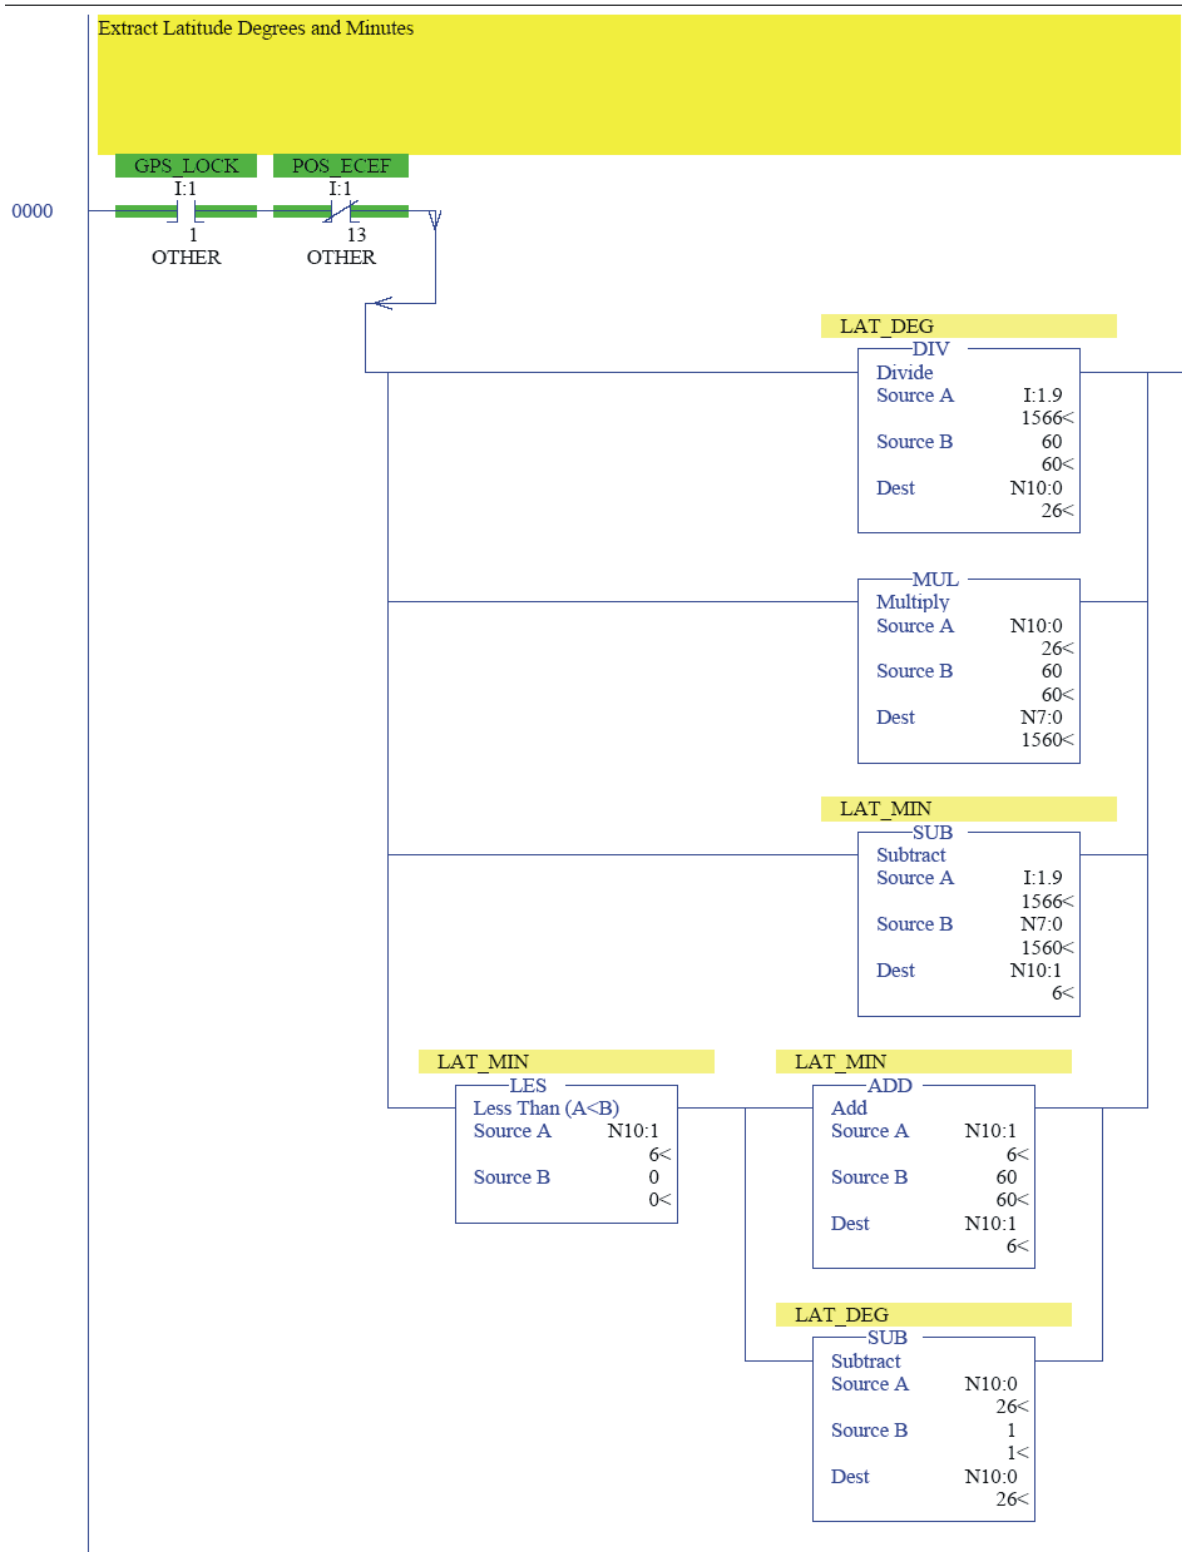 Extract Latitude Degrees and Minutes
GPS_LOCK POS_ECEF
I:1 I:1
0000
1 13
OTHER OTHER
LAT_DEG
DIV
Divide
Source A I:1.9
1566<
Source B 60
60<
Dest N10:0
26<
MUL
Multiply
Source A N10:0
26<
Source B 60
60<
Dest N7:0
1560<
LAT_MIN
SUB
Subtract
Source A I:1.9
1566<
Source B N7:0
1560<
Dest N10:1
6<
LAT_MIN
LES
Less Than (A<B)
Source A N10:1
6<
Source B 0
0<
LAT_MIN
ADD
Add
Source A N10:1
6<
Source B 60
60<
Dest N10:1
6<
LAT_DEG
SUB
Subtract
Source A N10:0
26<
Source B 1
1<
Dest N10:0
26<